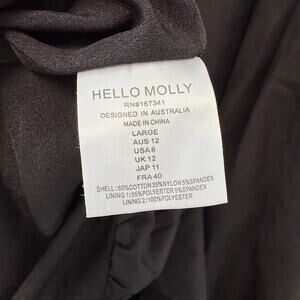 HELLO MOLLY
RN#167341
DESIGNED IN AUSTRALIA
MADE IN CHINA
LARGE
AUS 12
USA 8
UK 12
JAP 11
FRA 40
SHELL: 60%COTTON 35%NYLON 5%SPANDEX
LINING 1: 95%POLYESTER 5%SPANDEX
LINING 2: 100%POLYESTER